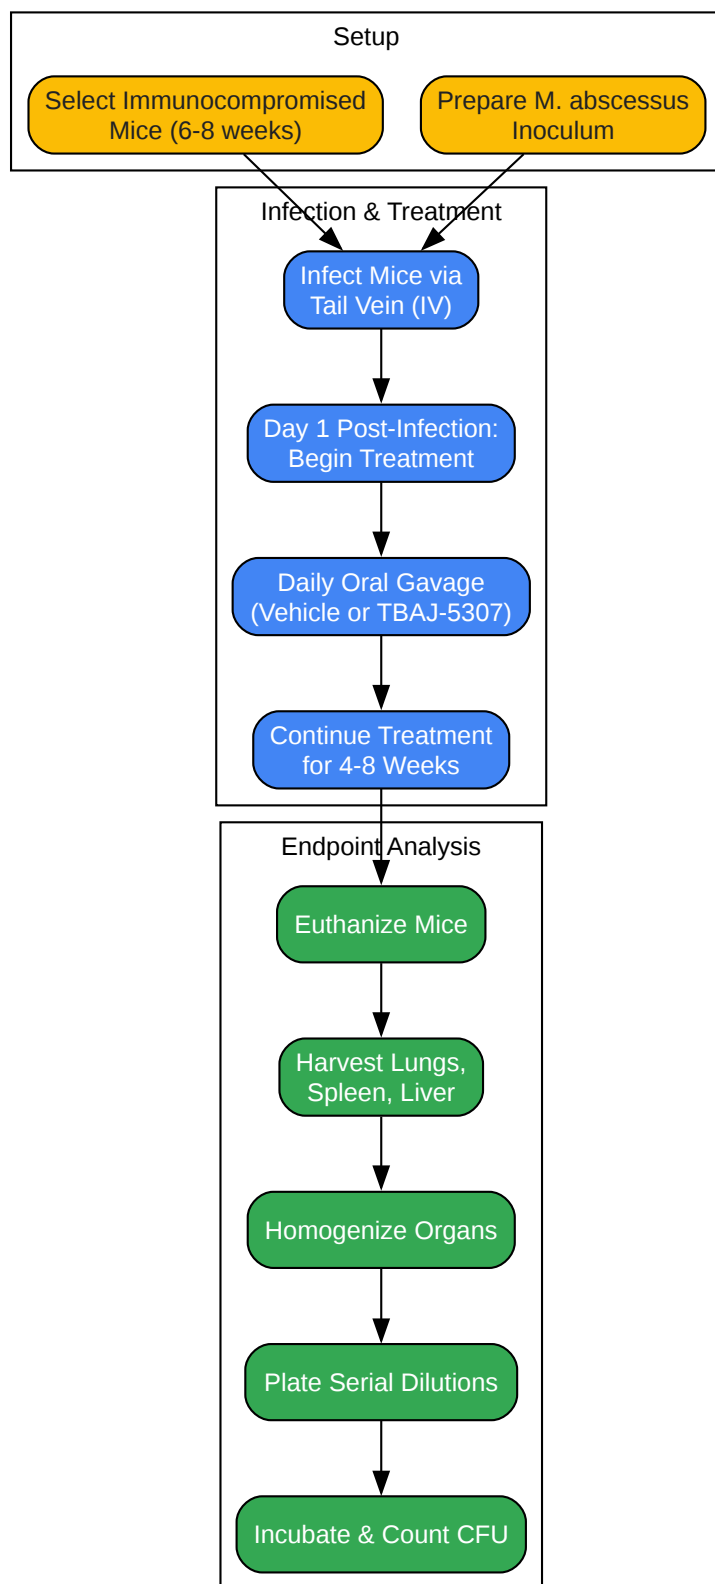 Setup
Select Immunocompromised
Mice (6-8 weeks)
Prepare M. abscessus
Inoculum
Infection & Treatment
Infect Mice via
Tail Vein (IV)
Day 1 Post-Infection:
Begin Treatment
Daily Oral Gavage
(Vehicle or TBAJ-5307)
Continue Treatment
for 4-8 Weeks
Endpoint Analysis
Euthanize Mice
Harvest Lungs,
Spleen, Liver
Homogenize Organs
Plate Serial Dilutions
Incubate & Count CFU